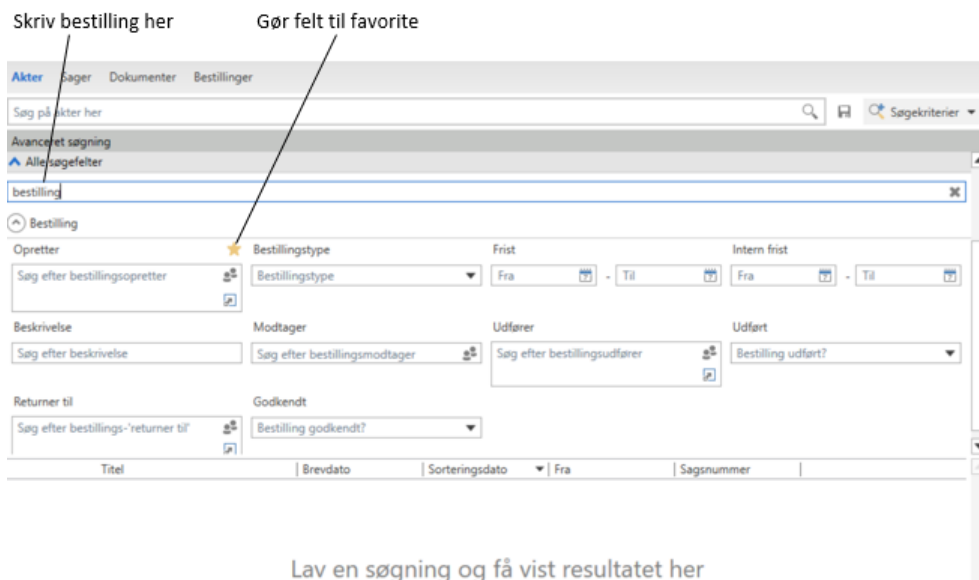 Skriv bestilling her Gør felt til favorite
Akter Sager Dokumenter Bestillinger
Søg på akter her Søgekriterier
Avanceret søgning
Alle søgefelter
bestilling
Bestilling
Opretter Bestillingstype Frist Intern frist
Søg efter bestillingsopretter Bestillingstype Fra - Til Fra - Til
Beskrivelse Modtager Udfører Udført
Søg efter beskrivelse Søg efter bestillingsmodtager Søg efter bestillingsudfører Bestilling udført?
Returner til Godkendt
Søg efter bestillings-'returner til' Bestilling godkendt?
Titel Brevdato Sorteringsdato Fra Sagsnummer
Lav en søgning og få vist resultatet her